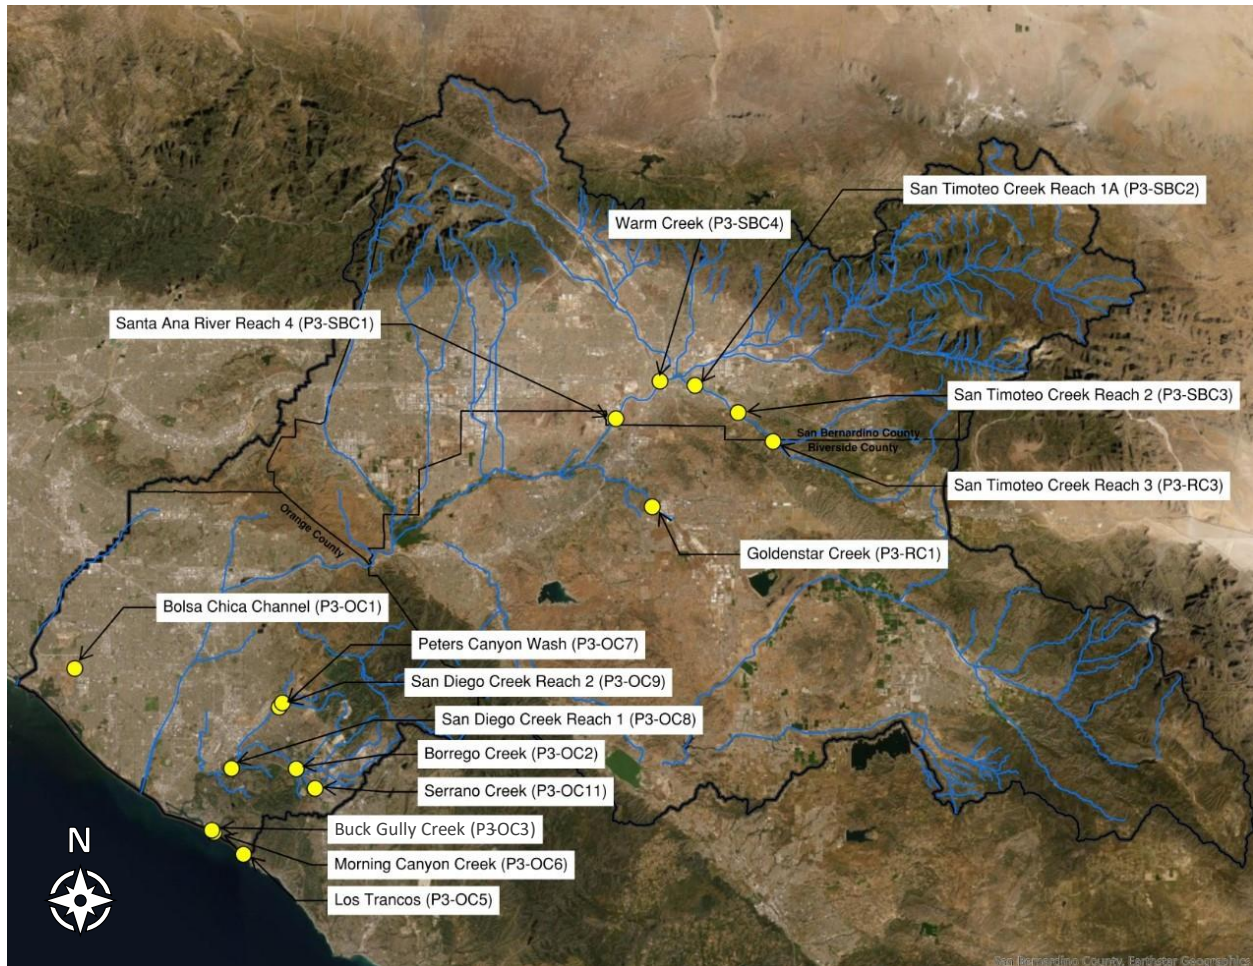 San Timoteo Creek Reach 1A (P3-SBC2)
Warm Creek (P3-SBC4)
Santa Ana River Reach 4 (P3-SBC1)
San Timoteo Creek Reach 2 (P3-SBC3)
San Bernardino County
Riverside County
San Timoteo Creek Reach 3 (P3-RC3)
Orange County
Goldenstar Creek (P3-RC1)
Bolsa Chica Channel (P3-OC1)
Peters Canyon Wash (P3-OC7)
San Diego Creek Reach 2 (P3-OC9)
San Diego Creek Reach 1 (P3-OC8)
Borrego Creek (P3-OC2)
Serrano Creek (P3-OC11)
Buck Gully Creek (P3-OC3)
N
Morning Canyon Creek (P3-OC6)
Los Trancos (P3-OC5)
San Bernardino County, Earthstar Geographics